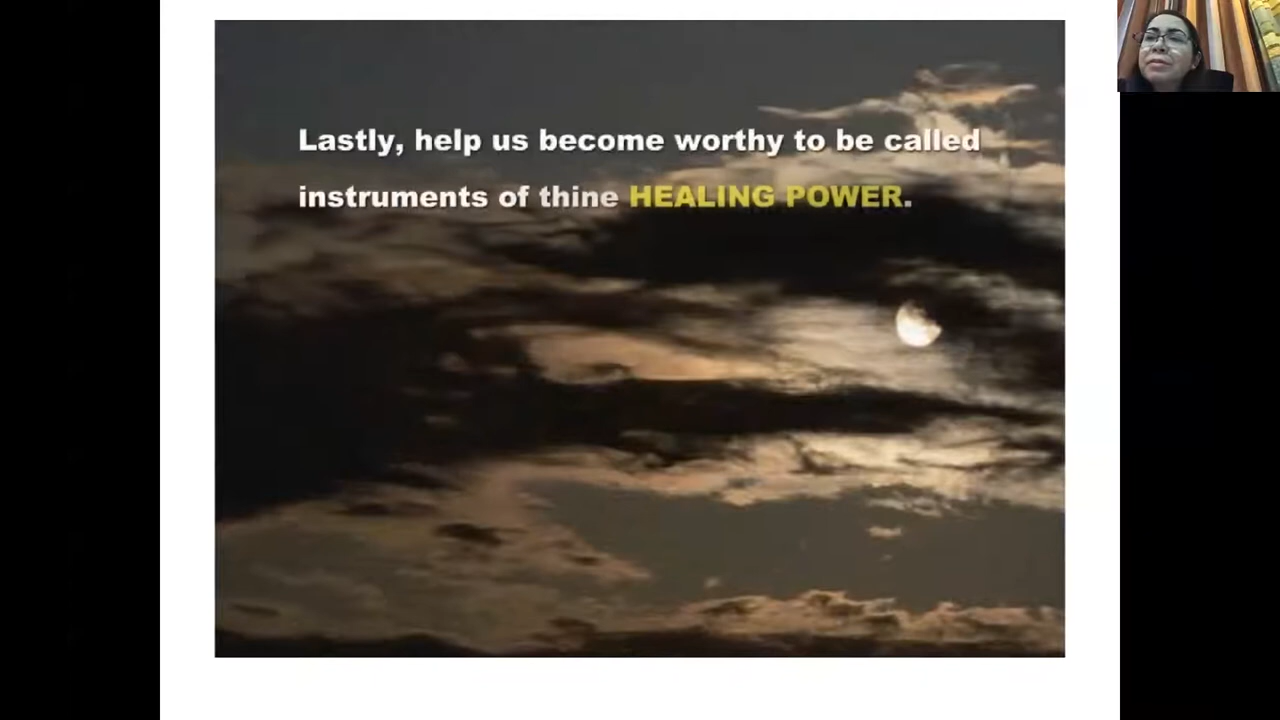 Lastly, help us become worthy to be called
instruments of thine HEALING POWER.